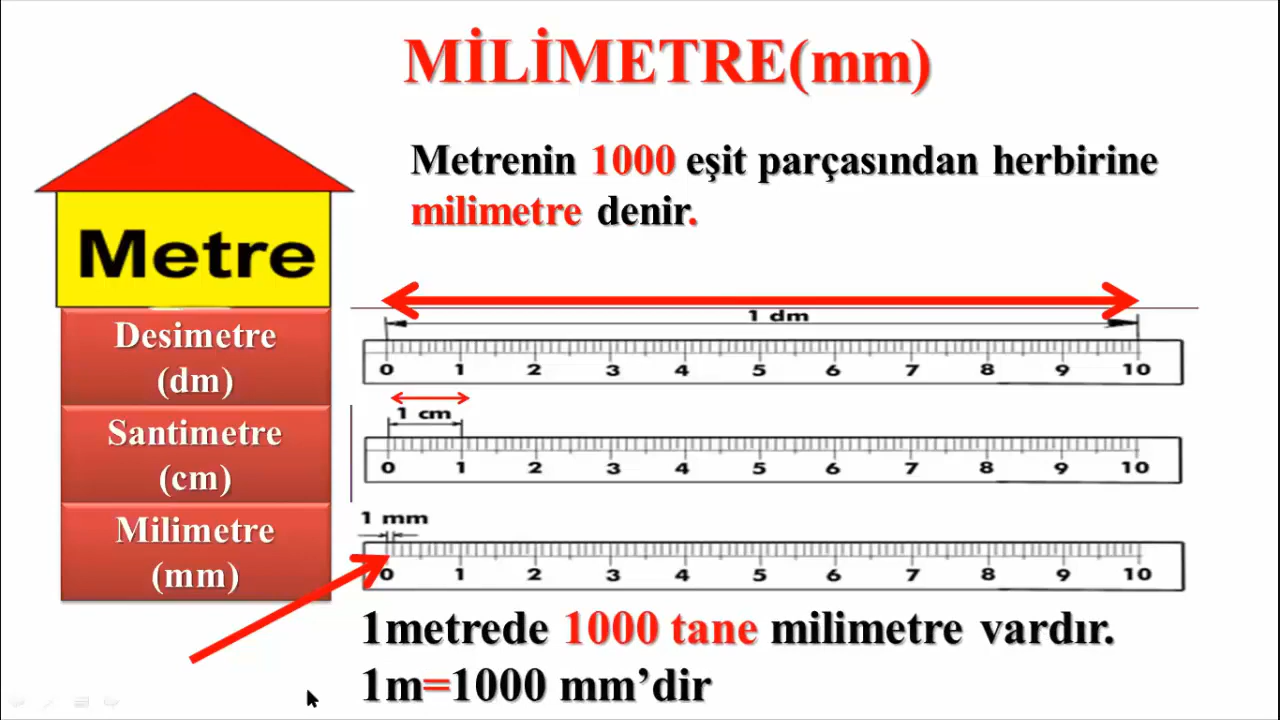 MİLİMETRE(mm)
Metrenin 1000 eşit parçasından herbirine
milimetre denir.
Metre
Desimetre
(dm)
Santimetre
(cm)
Milimetre
(mm)
1 dm
0 1 2 3 4 5 6 7 8 9 10
1 cm
0 1 2 3 4 5 6 7 8 9 10
1 mm
0 1 2 3 4 5 6 7 8 9 10
1metrede 1000 tane milimetre vardır.
1m=1000 mm’dir